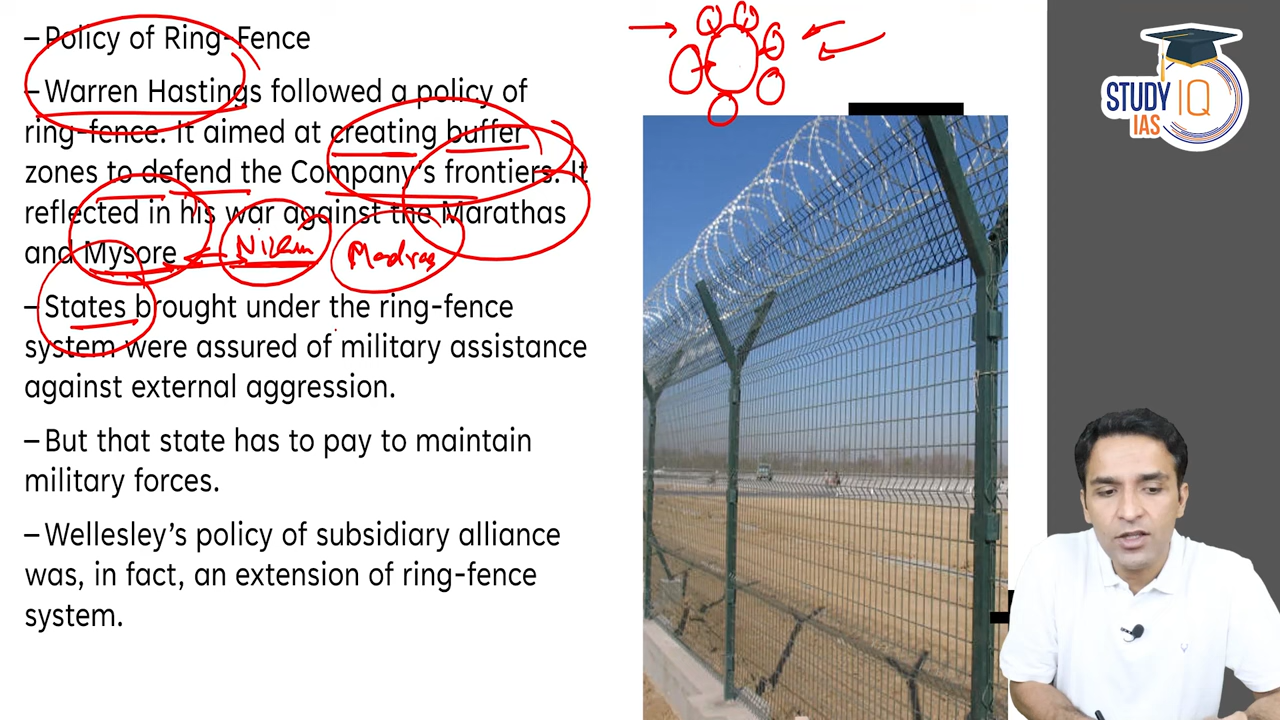 – Policy of Ring-Fence
– Warren Hastings followed a policy of
ring-fence. It aimed at creating buffer
zones to defend the Company's frontiers. It
reflected in his war against the Marathas
and Mysore
Nizam
Madras
– States brought under the ring-fence
system were assured of military assistance
against external aggression.
– But that state has to pay to maintain
military forces.
– Wellesley's policy of subsidiary alliance
was, in fact, an extension of ring-fence
system.
STUDY IQ
IAS